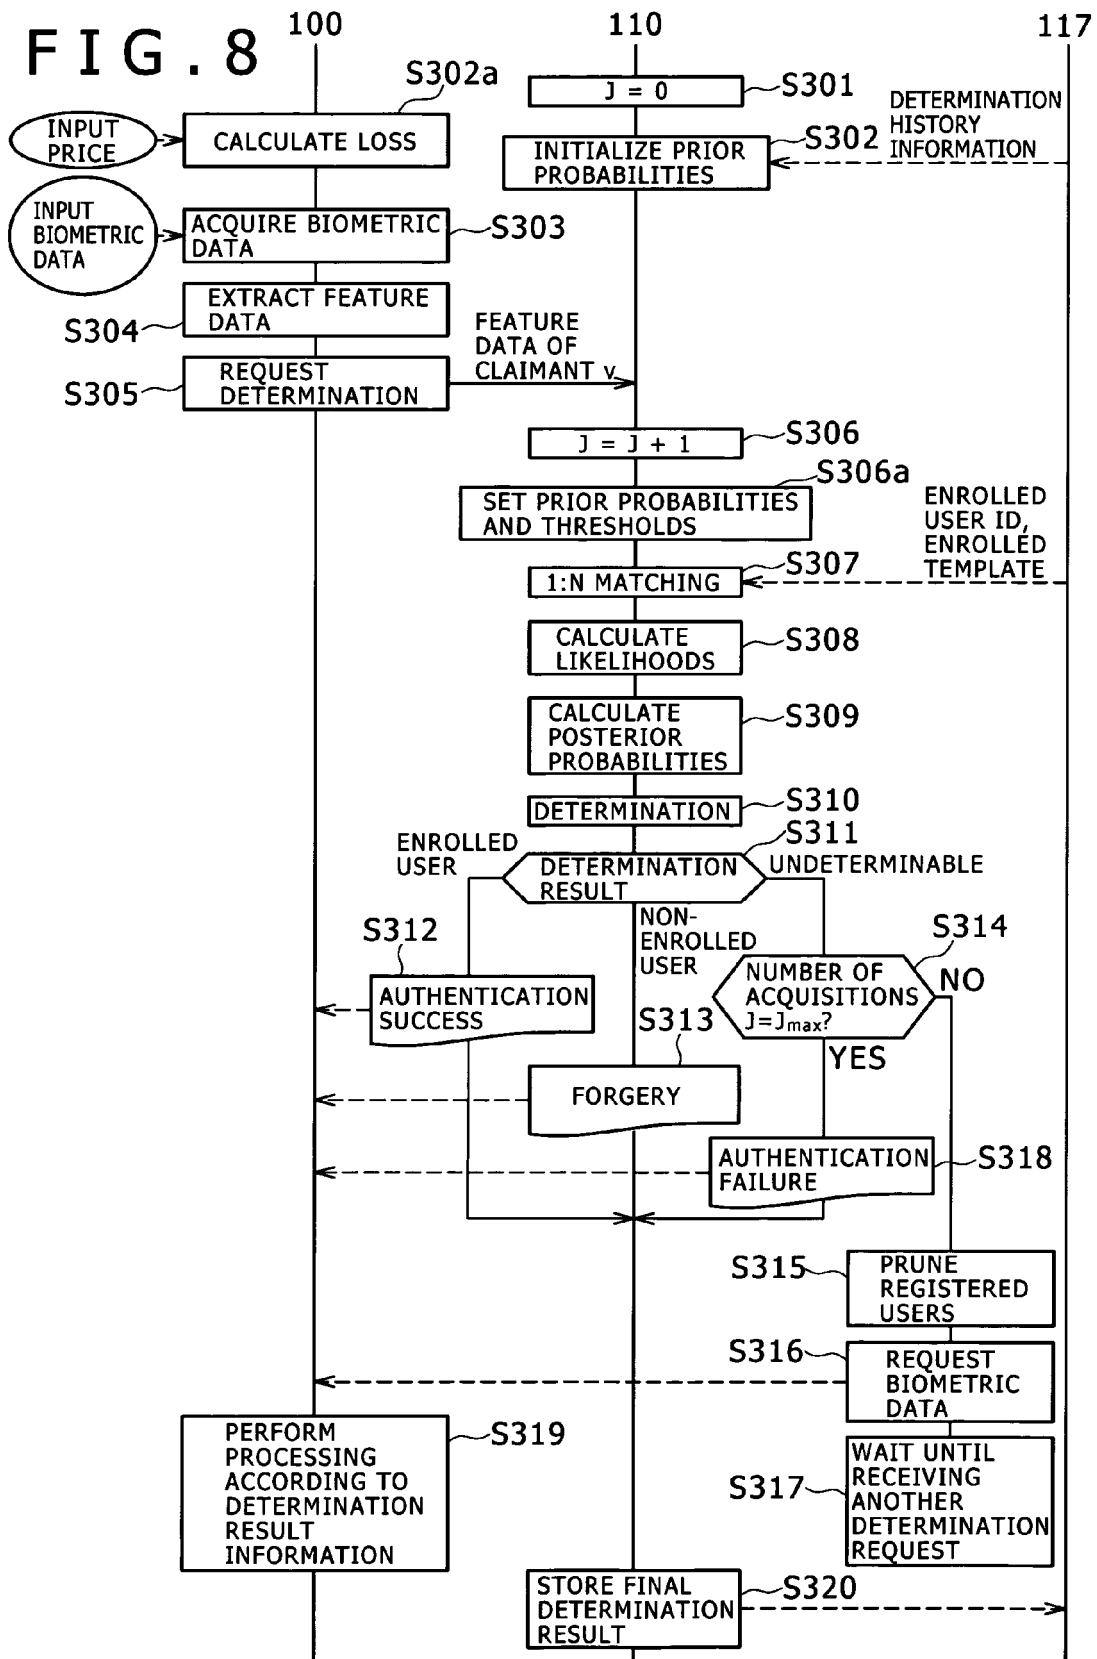 FIG.8
100
110
117
S302a
J = 0
S301
INPUT
PRICE
CALCULATE LOSS
INITIALIZE PRIOR
PROBABILITIES
S302
DETERMINATION
HISTORY
INFORMATION
INPUT
BIOMETRIC
DATA
ACQUIRE BIOMETRIC
DATA
S303
EXTRACT FEATURE
DATA
S304
REQUEST
DETERMINATION
S305
FEATURE
DATA OF
CLAIMANT v
J = J + 1
S306
S306a
SET PRIOR PROBABILITIES
AND THRESHOLDS
ENROLLED
USER ID,
ENROLLED
TEMPLATE
1:N MATCHING
S307
CALCULATE
LIKELIHOODS
S308
CALCULATE
POSTERIOR
PROBABILITIES
S309
DETERMINATION
S310
S311
ENROLLED
USER
DETERMINATION
RESULT
UNDETERMINABLE
NON-
ENROLLED
USER
S312
AUTHENTICATION
SUCCESS
S314
NUMBER OF
ACQUISITIONS
J=Jmax?
NO
YES
S313
FORGERY
AUTHENTICATION
FAILURE
S318
S315
PRUNE
REGISTERED
USERS
S316
REQUEST
BIOMETRIC
DATA
PERFORM
PROCESSING
ACCORDING TO
DETERMINATION
RESULT
INFORMATION
S319
S317
WAIT UNTIL
RECEIVING
ANOTHER
DETERMINATION
REQUEST
STORE FINAL
DETERMINATION
RESULT
S320